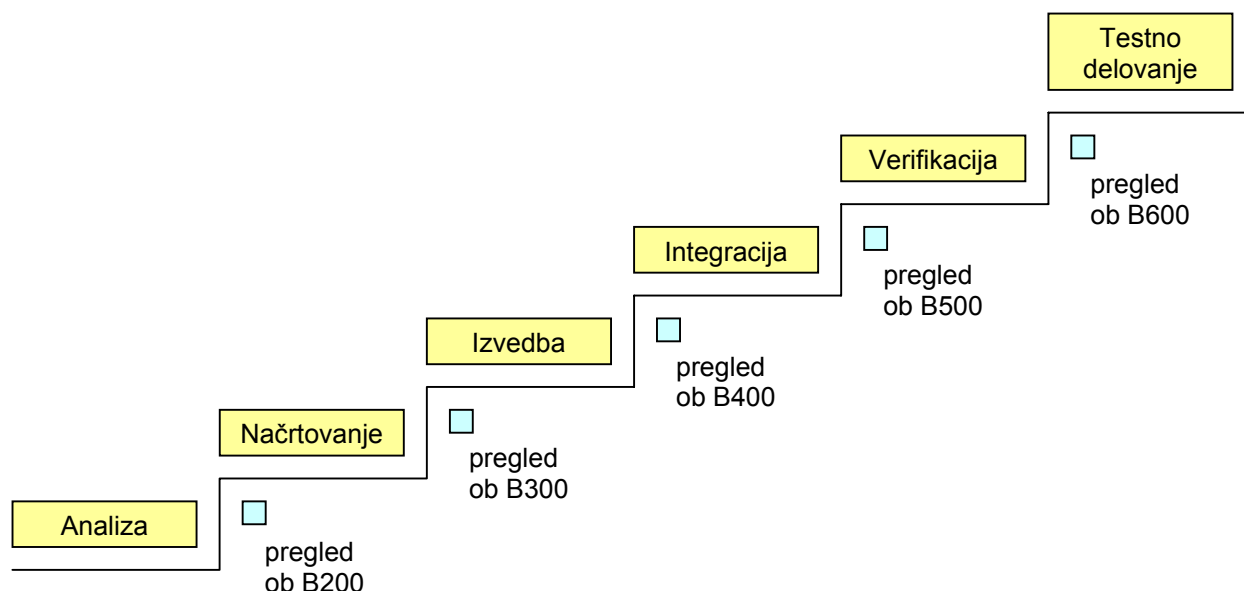 Testno
delovanje
Verifikacija
pregled
ob B600
Integracija
pregled
ob B500
Izvedba
pregled
ob B400
Načrtovanje
pregled
ob B300
Analiza
pregled
ob B200